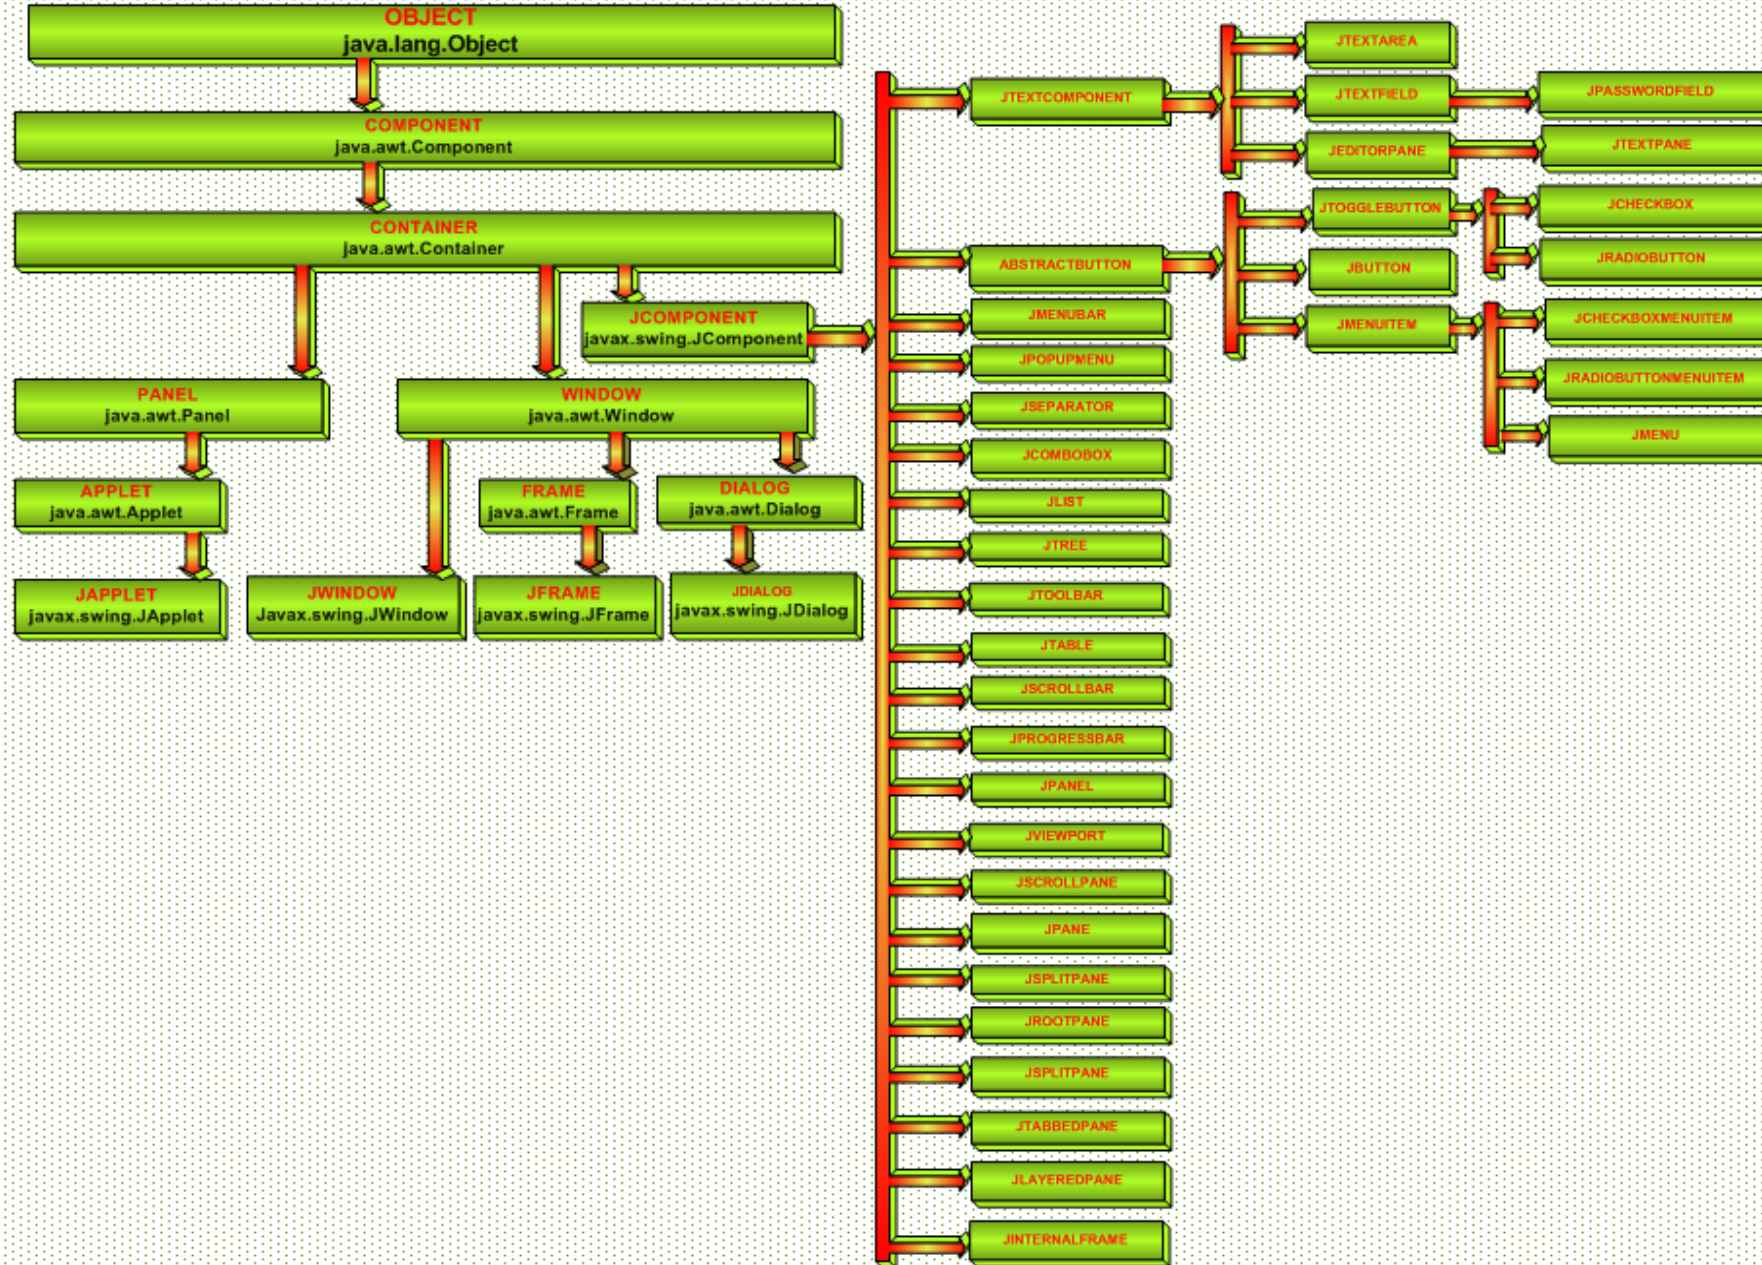 OBJECT
java.lang.Object
COMPONENT
java.awt.Component
CONTAINER
java.awt.Container
JCOMPONENT
javax.swing.JComponent
PANEL
java.awt.Panel
WINDOW
java.awt.Window
APPLET
java.awt.Applet
FRAME
java.awt.Frame
DIALOG
java.awt.Dialog
JAPPLET
javax.swing.JApplet
JWINDOW
Javax.swing.JWindow
JFRAME
javax.swing.JFrame
JDIALOG
javax.swing.JDialog
JTEXTCOMPONENT
ABSTRACTBUTTON
JMENUBAR
JPOPUPMENU
JSEPARATOR
JCOMBOBOX
JLIST
JTREE
JTOOLBAR
JTABLE
JSCROLLBAR
JPROGRESSBAR
JPANEL
JVIEWPORT
JSCROLLPANE
JPANE
JSPLITPANE
JROOTPANE
JSPLITPANE
JTABBEDPANE
JLAYEREDPANE
JINTERNALFRAME
JTEXTAREA
JTEXTFIELD
JEDITORPANE
JTOGGLEBUTTON
JBUTTON
JMENUITEM
JPASSWORDFIELD
JTEXTPANE
JCHECKBOX
JRADIOBUTTON
JCHECKBOXMENUITEM
JRADIOBUTTONMENUITEM
JMENU